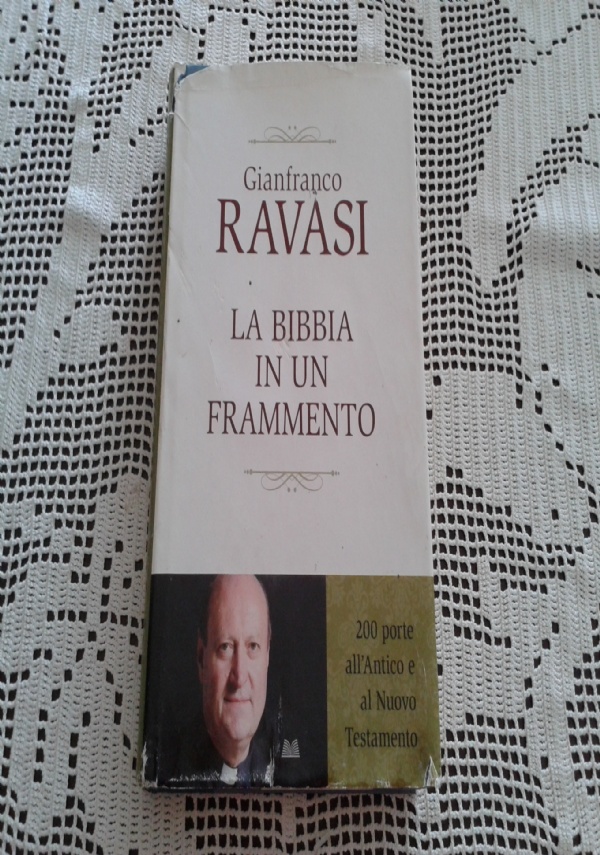 Gianfranco
RAVASI
LA BIBBIA
IN UN
FRAMMENTO
200 porte
all'Antico e
al Nuovo
Testamento